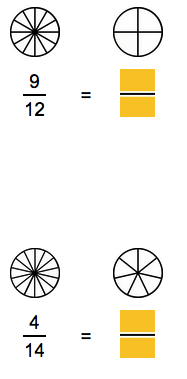 9
12 =
4
14 =